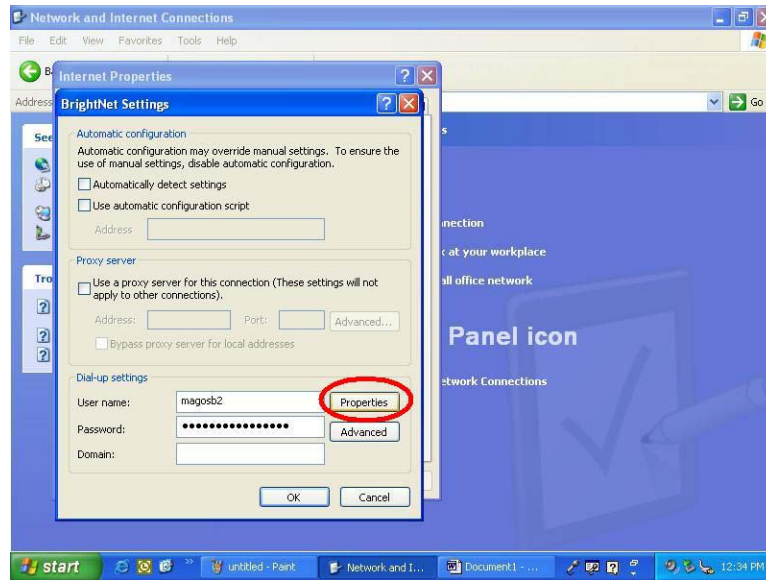 Network and Internet Connections
File Edit View Favorites Tools Help
Internet Properties
Address
Go
BrightNet Settings
Automatic configuration
Automatic configuration may override manual settings. To ensure the
use of manual settings, disable automatic configuration.
Automatically detect settings
Use automatic configuration script
Address
Proxy server
Use a proxy server for this connection (These settings will not
apply to other connections).
Address: Port: Advanced...
Bypass proxy server for local addresses
Dial-up settings
User name: magosb2 Properties
Password: •••••••••••••••• Advanced
Domain:
OK Cancel
See
Tro
nnection
at your workplace
all office network
Panel icon
etwork Connections
start
untitled - Paint
Network and I...
Document1 - ...
12:34 PM